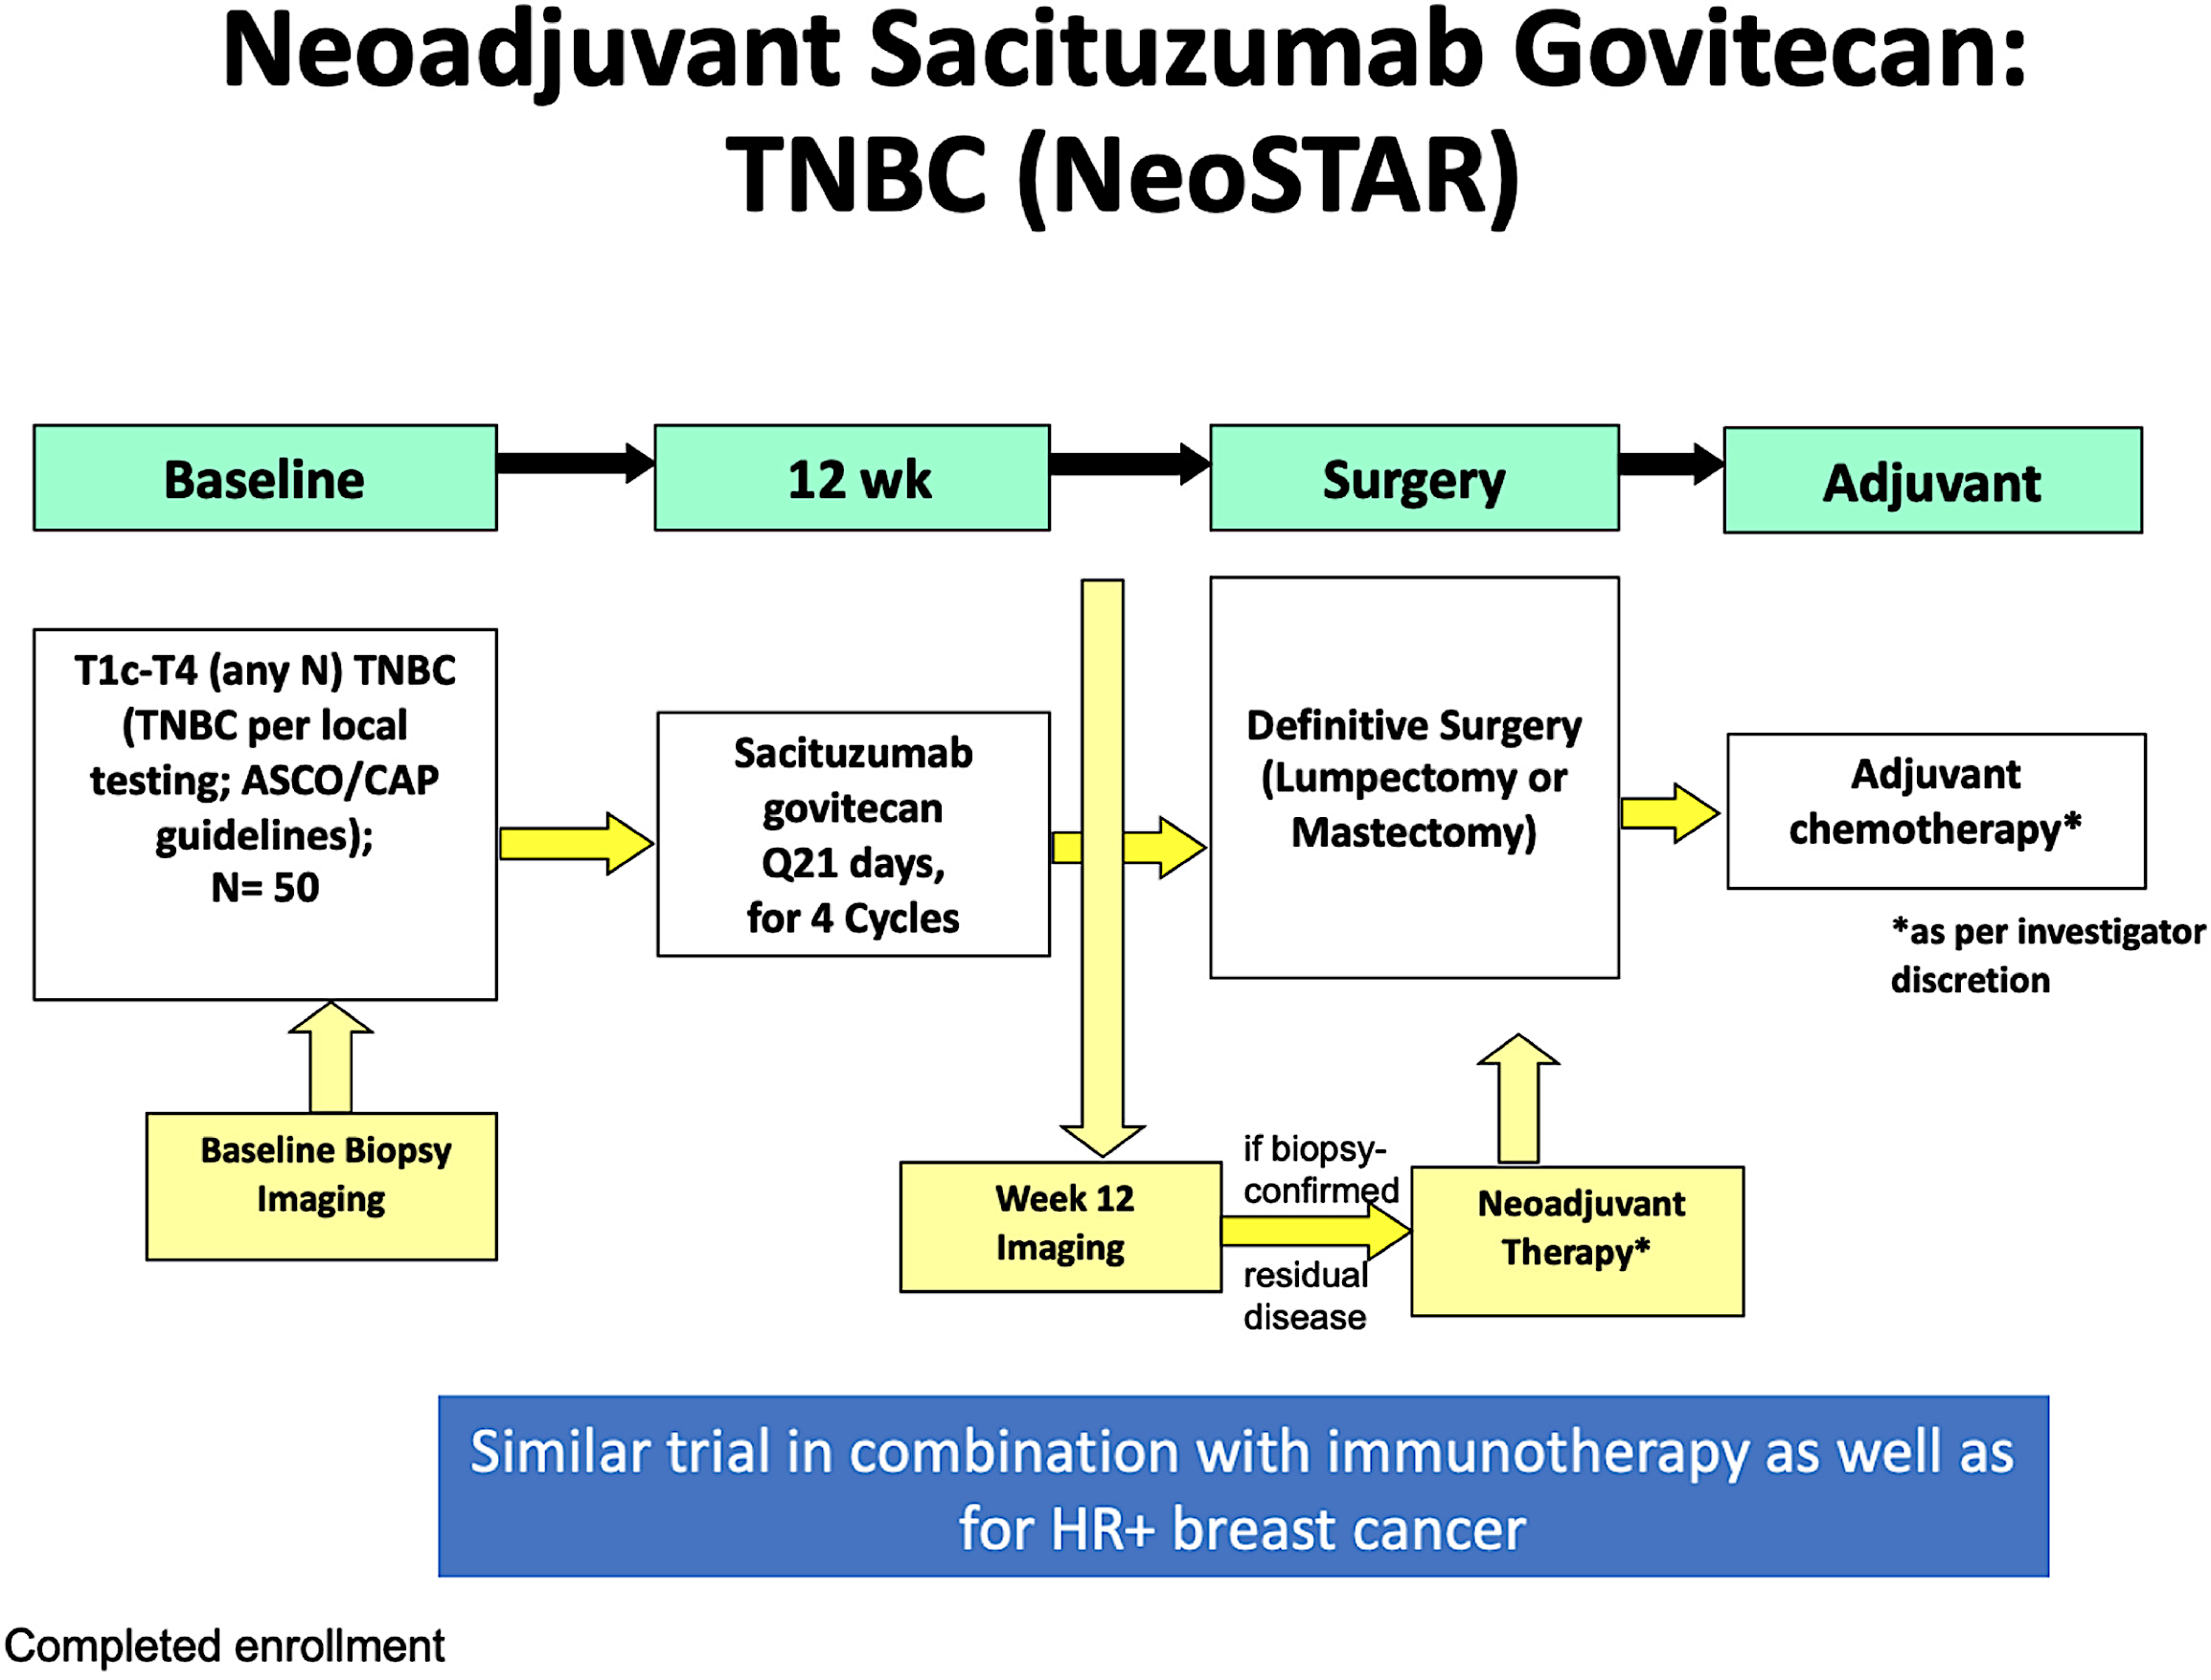 Neoadjuvant Sacituzumab Govitecan:
TNBC (NeoSTAR)
Baseline
12 wk
Surgery
Adjuvant
T1c-T4 (any N) TNBC
(TNBC per local
testing; ASCO/CAP
guidelines);
N= 50
Sacituzumab
govitecan
Q21 days,
for 4 Cycles
Definitive Surgery
(Lumpectomy or
Mastectomy)
Adjuvant
chemotherapy*
*as per investigator
discretion
Baseline Biopsy
Imaging
Week 12
Imaging
if biopsy-
confirmed
residual
disease
Neoadjuvant
Therapy*
Similar trial in combination with immunotherapy as well as
for HR+ breast cancer
Completed enrollment